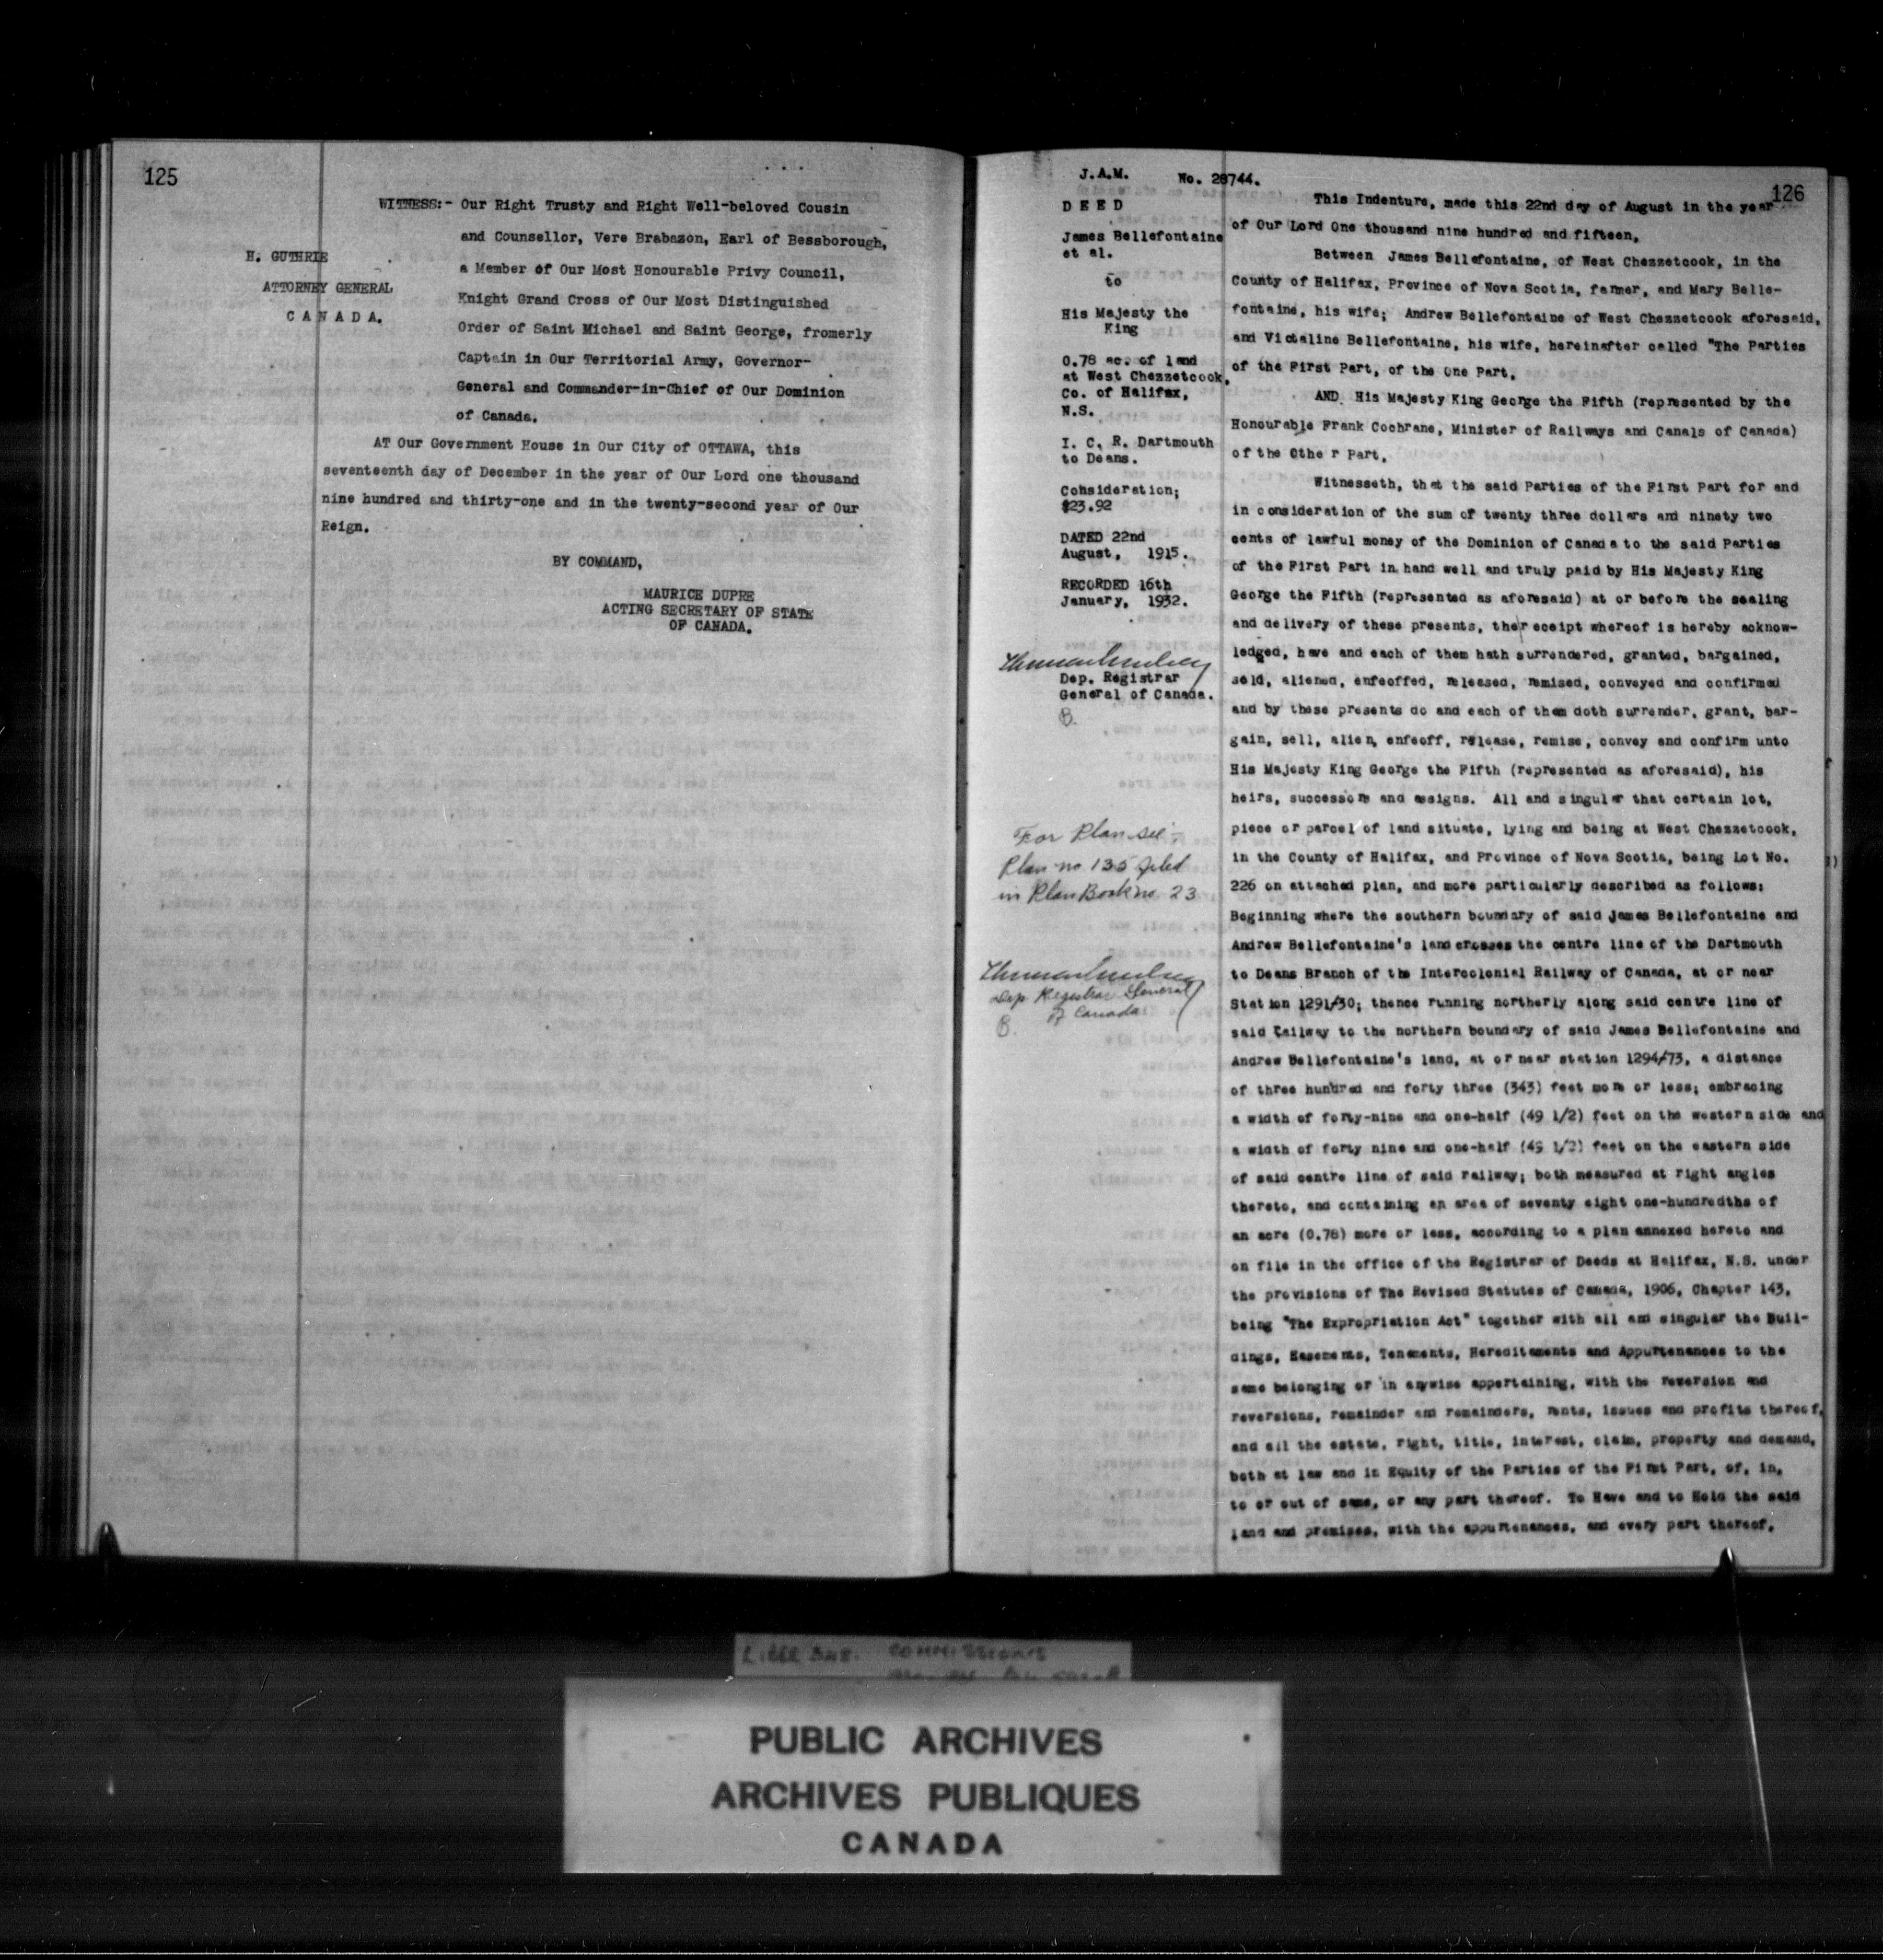 125
WITNESS:- Our Right Trusty and Right Well-beloved Cousin
and Counsellor, Vere Brabazon, Earl of Bessborough,
a Member of Our Most Honourable Privy Council,
Knight Grand Cross of Our Most Distinguished
Order of Saint Michael and Saint George, fromerly
Captain in Our Territorial Army, Governor-
General and Commander-in-Chief of Our Dominion
of Canada.
H. GUTHRIE
ATTORNEY GENERAL
C A N A D A.
AT Our Government House in Our City of OTTAWA, this
seventeenth day of December in the year of Our Lord one thousand
nine hundred and thirty-one and in the twenty-second year of Our
Reign.
BY COMMAND,
MAURICE DUPRE
ACTING SECRETARY OF STATE
OF CANADA.
126
J.A.M. No. 28744.
D E E D
James Bellefontaine
et al.
to
His Majesty the
King
0.78 ac. of land
at West Chezzetcook,
Co. of Halifax,
N.S.
I. C. R. Dartmouth
to Deans.
Consideration;
$23.92
DATED 22nd
August, 1915.
RECORDED 16th
January, 1932.
Dep. Registrar
General of Canada.
B.
For Plan see:-
Plan no 135 filed
in Plan Book no. 23
Dep Registrar General
of Canada
B.
This Indenture, made this 22nd day of August in the year
of Our Lord One thousand nine hundred and fifteen,
Between James Bellefontaine, of West Chezzetcook, in the
County of Halifax, Province of Nova Scotia, farmer, and Mary Belle-
fontaine, his wife; Andrew Bellefontaine of West Chezzetcook aforesaid,
and Victaline Bellefontaine, his wife, hereinafter called "The Parties
of the First Part, of the One Part,
AND His Majesty King George the Fifth (represented by the
Honourable Frank Cochrane, Minister of Railways and Canals of Canada)
of the Othe r Part,
Witnesseth, that the said Parties of the First Part for and
in consideration of the sum of twenty three dollars and ninety two
cents of lawful money of the Dominion of Canada to the said Parties
of the First Part in hand well and truly paid by His Majesty King
George the Fifth (represented as aforesaid) at or before the sealing
and delivery of these presents, the receipt whereof is hereby acknow-
ledged, have and each of them hath surrendered, granted, bargained,
sold, aliened, enfeoffed, released, remised, conveyed and confirmed
and by these presents do and each of them doth surrender, grant, bar-
gain, sell, alien, enfeoff, release, remise, convey and confirm unto
His Majesty King George the Fifth (represented as aforesaid), his
heirs, successors and assigns. All and singular that certain lot,
piece or parcel of land situate, lying and being at West Chezzetcook,
in the County of Halifax, and Province of Nova Scotia, being Lot No.
226 on attached plan, and more particularly described as follows:
Beginning where the southern boundary of said James Bellefontaine and
Andrew Bellefontaine's land crosses the centre line of the Dartmouth
to Deans Branch of the Intercolonial Railway of Canada, at or near
Station 1291/30; thence running northerly along said centre line of
said Railway to the northern boundary of said James Bellefontaine and
Andrew Bellefontaine's land, at or near station 1294/73, a distance
of three hundred and forty three (343) feet more or less; embracing
a width of forty-nine and one-half (49 1/2) feet on the western side and
a width of forty nine and one-half (49 1/2) feet on the eastern side
of said centre line of said railway; both measured at right angles
thereto, and containing an area of seventy eight one-hundredths of
an acre (0.78) more or less, according to a plan annexed hereto and
on file in the office of the Registrar of Deeds at Halifax, N.S. under
the provisions of The Revised Statutes of Canada, 1906, Chapter 143,
being "The Expropriation Act" together with all and singular the Buil-
dings, Easements, Tenements, Hereditaments and Appurtenances to the
same belonging or in anywise appertaining, with the reversion and
reversions, remainder and remainders, rents, issues and profits thereof,
and all the estate, right, title, interest, claim, property and demand,
both at law and in Equity of the Parties of the First Part, of, in,
to or out of same, or any part thereof. To Have and to Hold the said
land and premises, with the appurtenances, and every part thereof,
LIBER 348. COMMISSIONS
PUBLIC ARCHIVES
ARCHIVES PUBLIQUES
CANADA